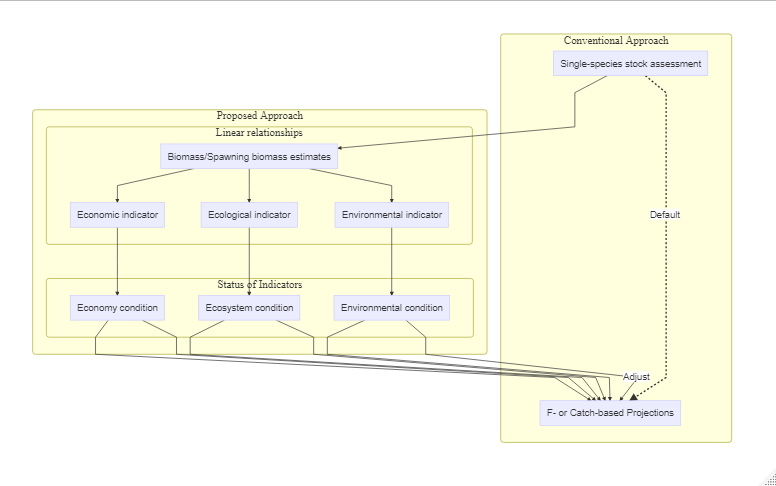 Conventional Approach
Single-species stock assessment
Proposed Approach
Linear relationships
Biomass/Spawning biomass estimates
Economic indicator
Ecological indicator
Environmental indicator
Default
Status of Indicators
Economy condition
Ecosystem condition
Environmental condition
Adjust
F- or Catch-based Projections